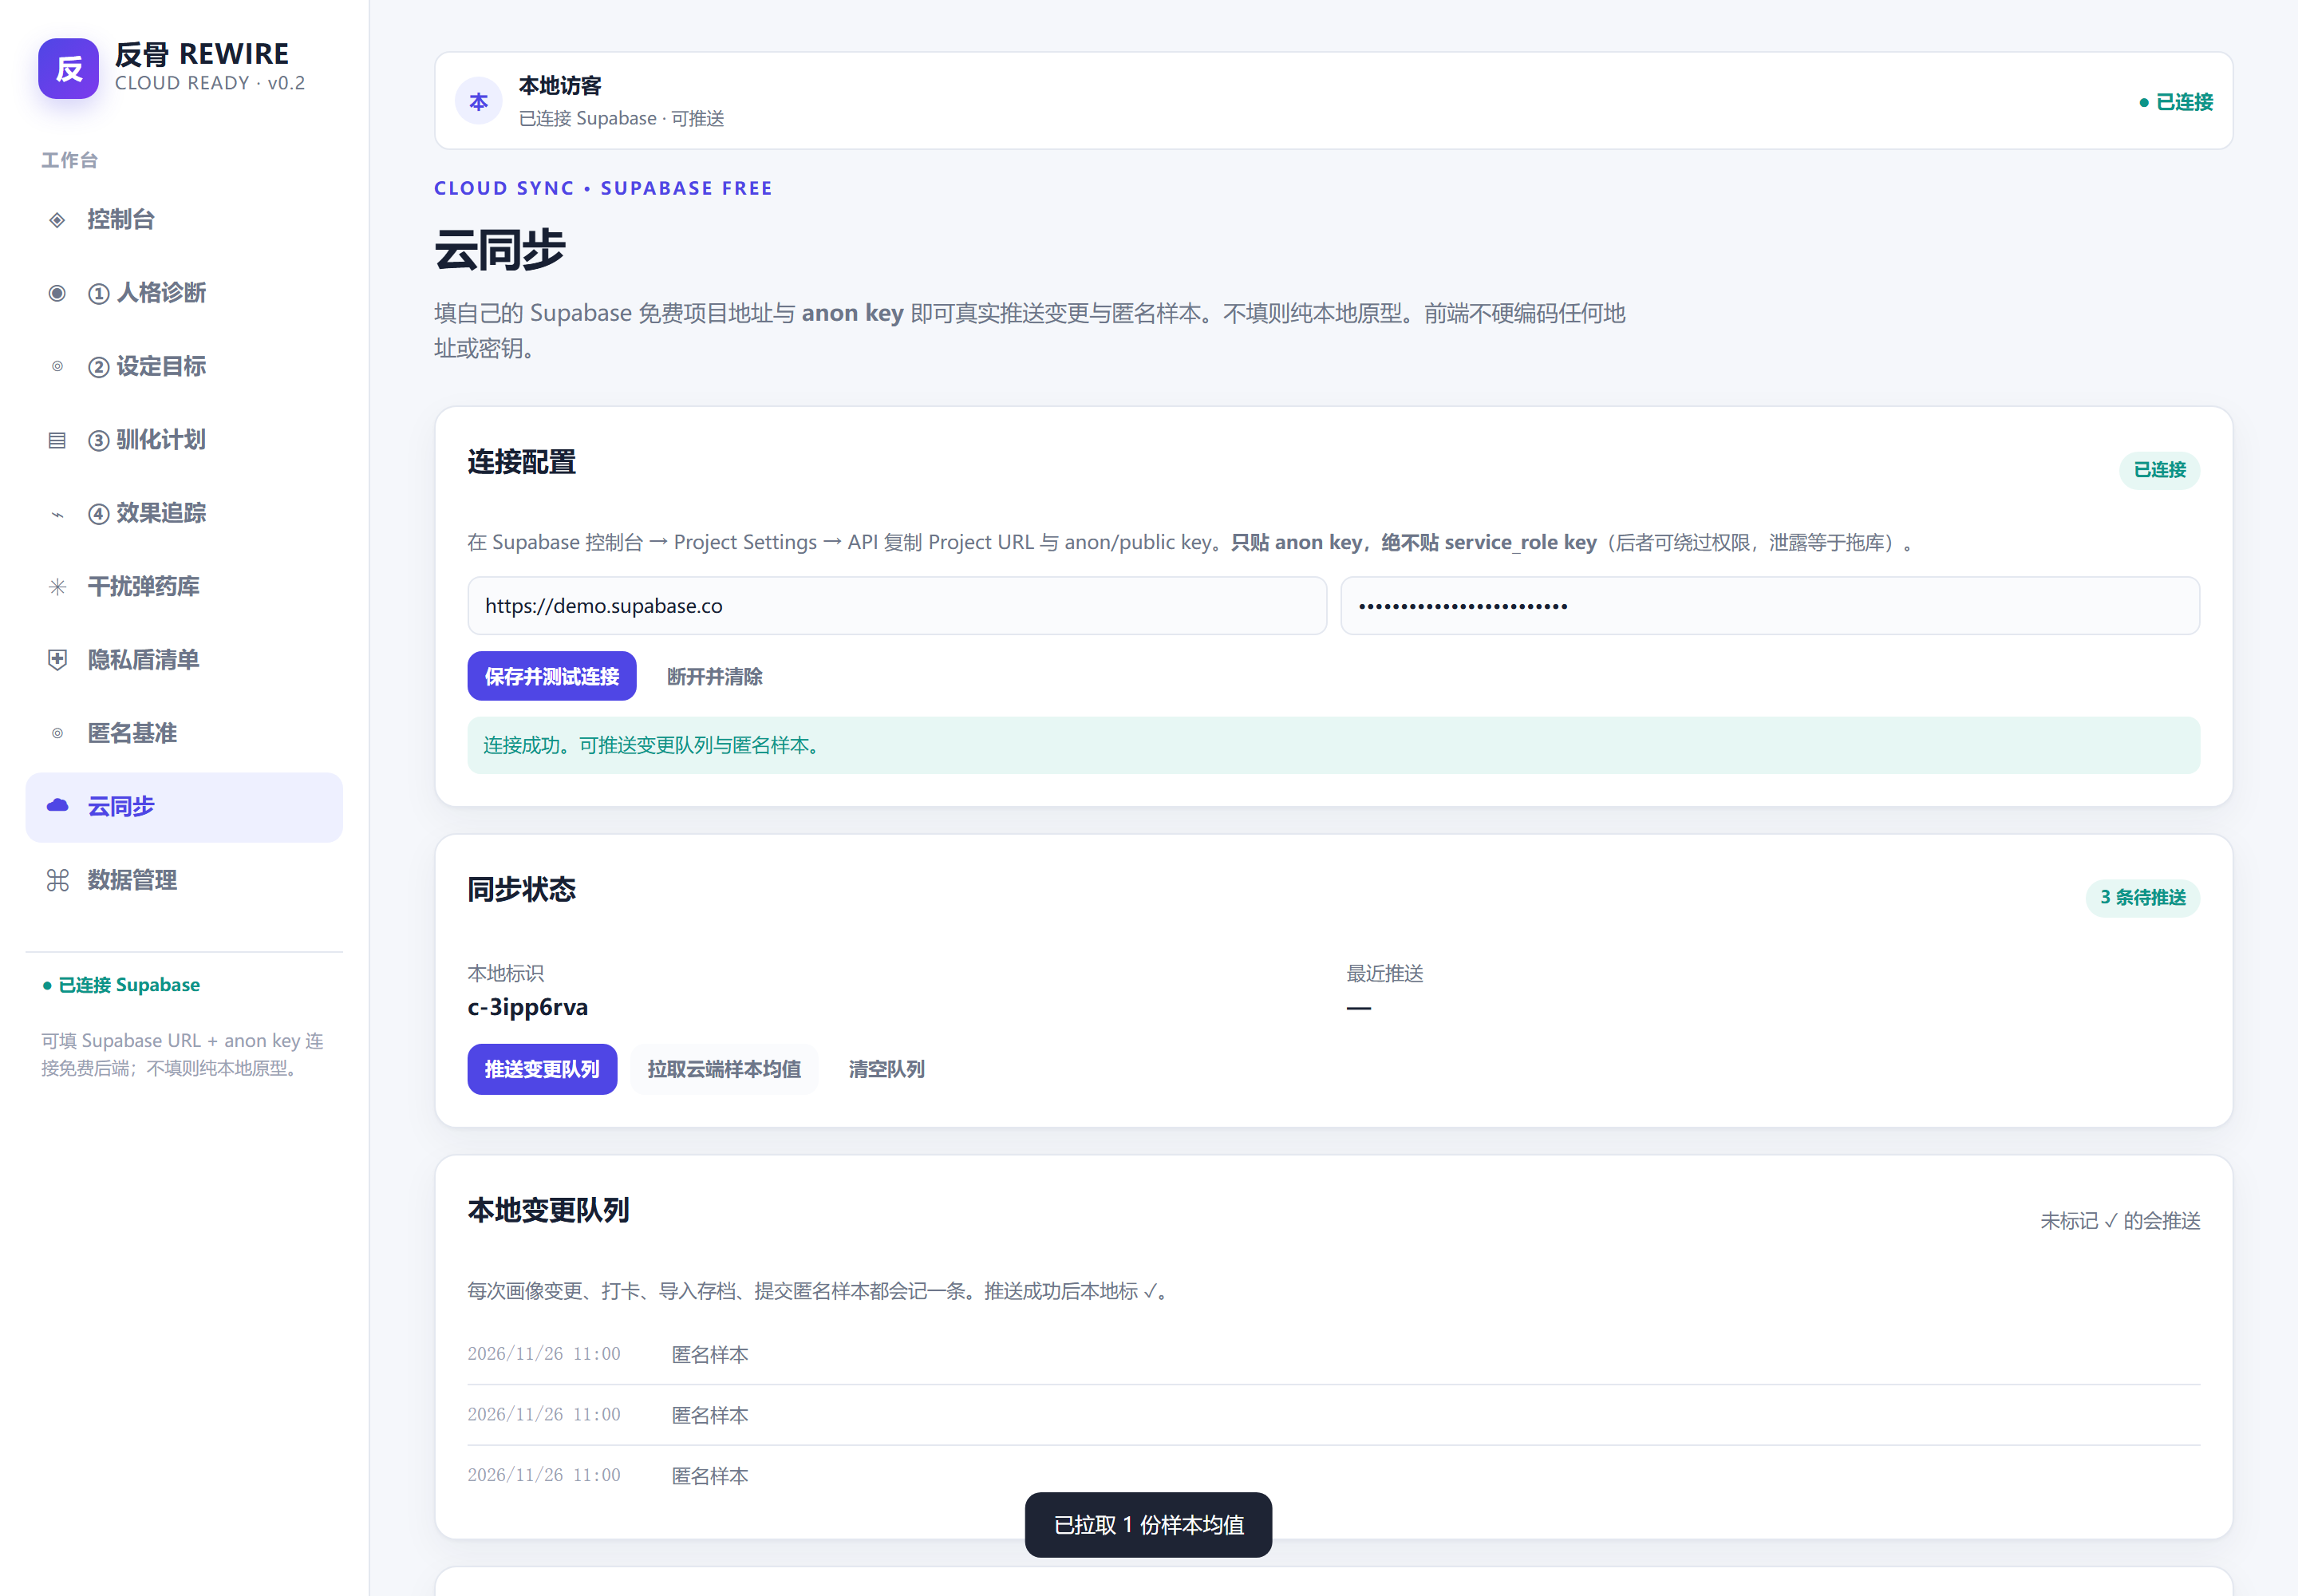 反
反骨 REWIRE
CLOUD READY · v0.2
工作台
控制台
① 人格诊断
② 设定目标
③ 驯化计划
④ 效果追踪
干扰弹药库
隐私盾清单
匿名基准
云同步
数据管理
已连接 Supabase
可填 Supabase URL + anon key 连
接免费后端；不填则纯本地原型。
本
本地访客
已连接 Supabase · 可推送
已连接
CLOUD SYNC • SUPABASE FREE
云同步
填自己的 Supabase 免费项目地址与 anon key 即可真实推送变更与匿名样本。不填则纯本地原型。前端不硬编码任何地
址或密钥。
连接配置
已连接
在 Supabase 控制台 → Project Settings → API 复制 Project URL 与 anon/public key。只贴 anon key，绝不贴 service_role key（后者可绕过权限，泄露等于拖库）。
https://demo.supabase.co
•••••••••••••••••••••••••
保存并测试连接
断开并清除
连接成功。可推送变更队列与匿名样本。
同步状态
3 条待推送
本地标识
c-3ipp6rva
最近推送
—
推送变更队列
拉取云端样本均值
清空队列
本地变更队列
未标记 ✓ 的会推送
每次画像变更、打卡、导入存档、提交匿名样本都会记一条。推送成功后本地标 ✓。
2026/11/26 11:00 匿名样本
2026/11/26 11:00 匿名样本
2026/11/26 11:00 匿名样本
已拉取 1 份样本均值